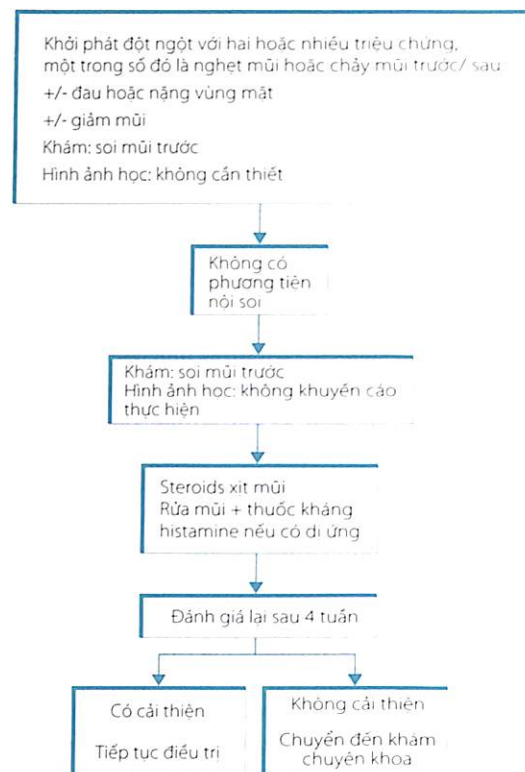 Khởi phát đột ngột với hai hoặc nhiều triệu chứng,
một trong số đó là nghẹt mũi hoặc chảy mũi trước/ sau
+/- đau hoặc nặng vùng mặt
+/- giảm mũi
Khám: soi mũi trước
Hình ảnh học: không cần thiết
Không có
phương tiện
nội soi
Khám: soi mũi trước
Hình ảnh học: không khuyến cáo
thực hiện
Steroids xịt mũi
Rửa mũi + thuốc kháng
histamine nếu có dị ứng
Đánh giá lại sau 4 tuần
Có cải thiện
Tiếp tục điều trị
Không cải thiện
Chuyển đến khám
chuyên khoa